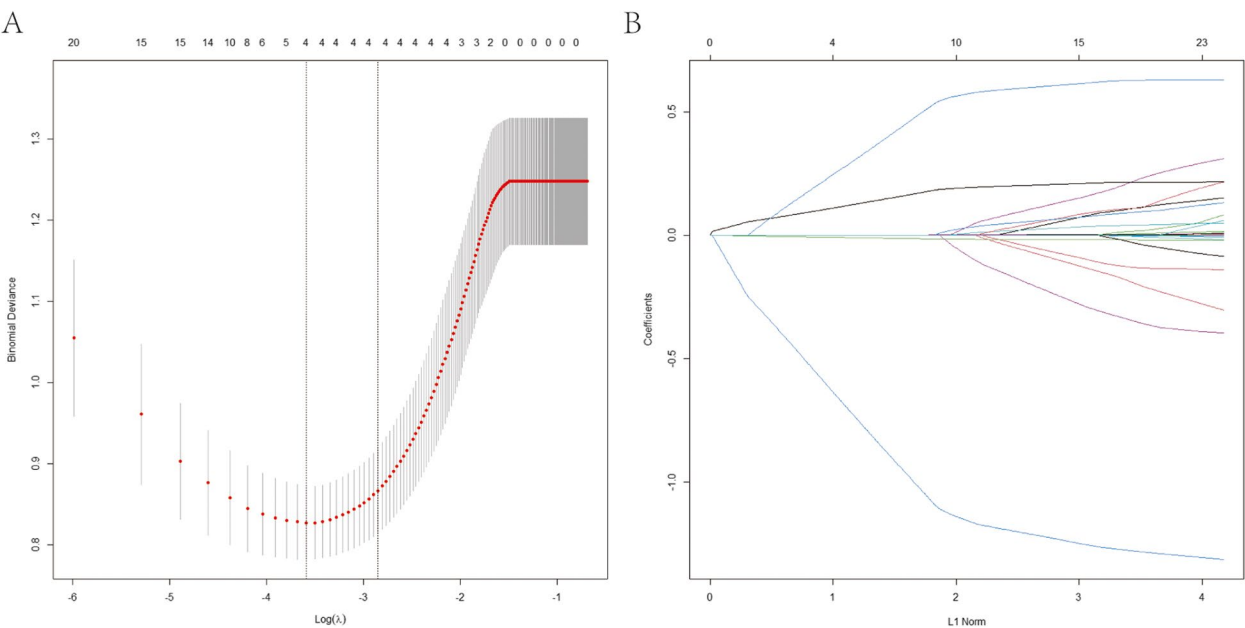 A
20 15 15 14 10 8 6 5 4 4 4 4 4 4 4 4 3 3 2 0 0 0 0 0 0
Binomial Deviance
1.3
1.2
1.1
1.0
0.9
0.8
-6 -5 -4 -3 -2 -1
Log(λ)
B
0 4 10 15 23
Coefficients
0.5
0.0
-0.5
-1.0
0 1 2 3 4
L1 Norm